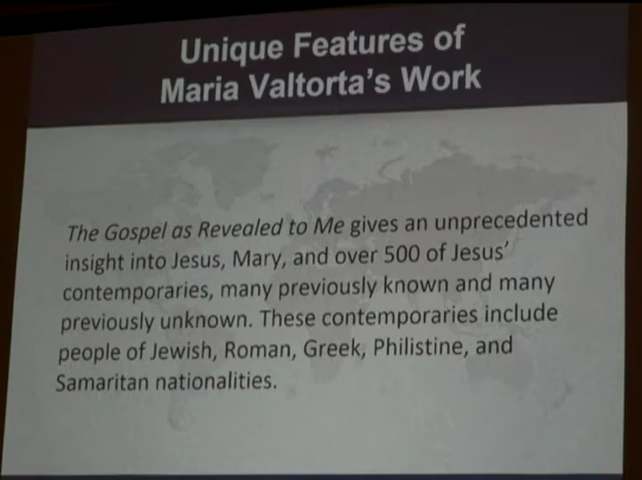 Unique Features of
Maria Valtorta's Work
The Gospel as Revealed to Me gives an unprecedented
insight into Jesus, Mary, and over 500 of Jesus'
contemporaries, many previously known and many
previously unknown. These contemporaries include
people of Jewish, Roman, Greek, Philistine, and
Samaritan nationalities.